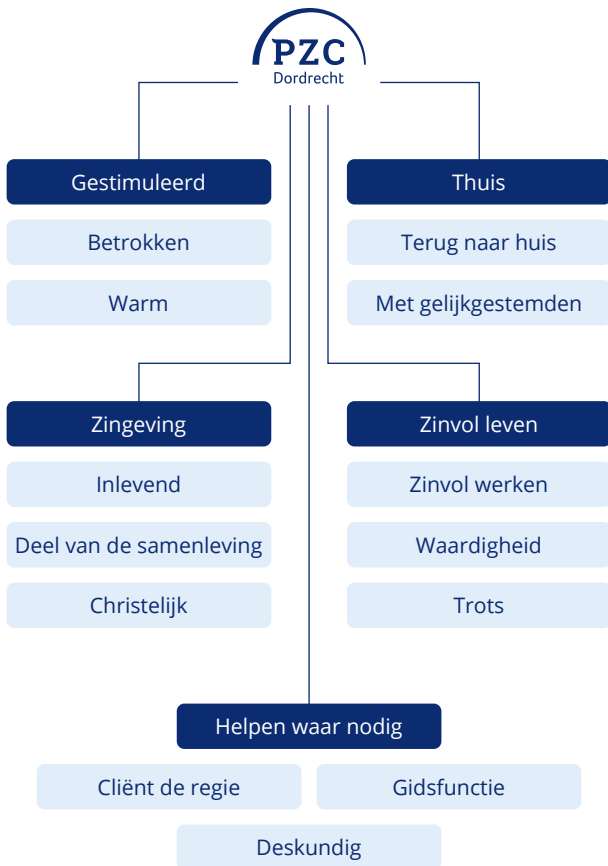 PZC
Dordrecht
Gestimuleerd
Betrokken
Warm
Thuis
Terug naar huis
Met gelijkgestemden
Zingeving
Inlevend
Deel van de samenleving
Christelijk
Zinvol leven
Zinvol werken
Waardigheid
Trots
Helpen waar nodig
Cliënt de regie
Gidsfunctie
Deskundig